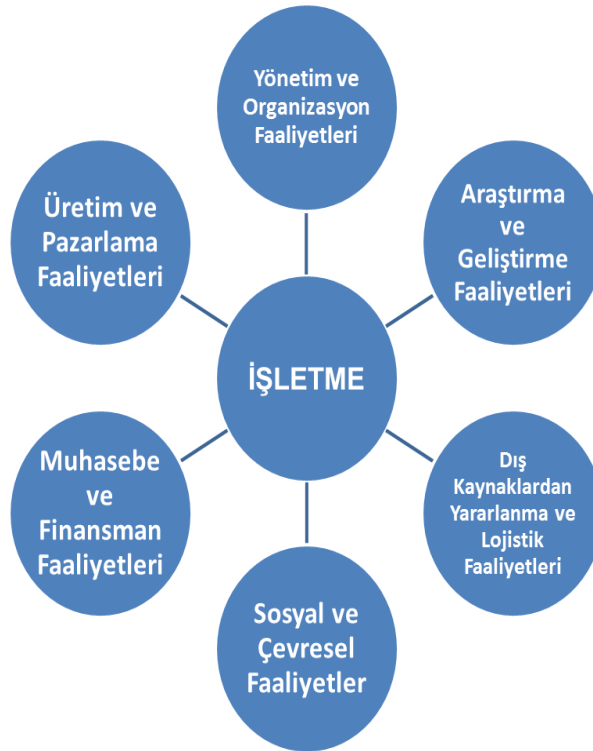 Yönetim ve
Organizasyon
Faaliyetleri
Araştırma
ve
Geliştirme
Faaliyetleri
Dış
Kaynaklardan
Yararlanma ve
Lojistik
Faaliyetleri
Sosyal ve
Çevresel
Faaliyetler
Muhasebe
ve
Finansman
Faaliyetleri
Üretim ve
Pazarlama
Faaliyetleri
İŞLETME